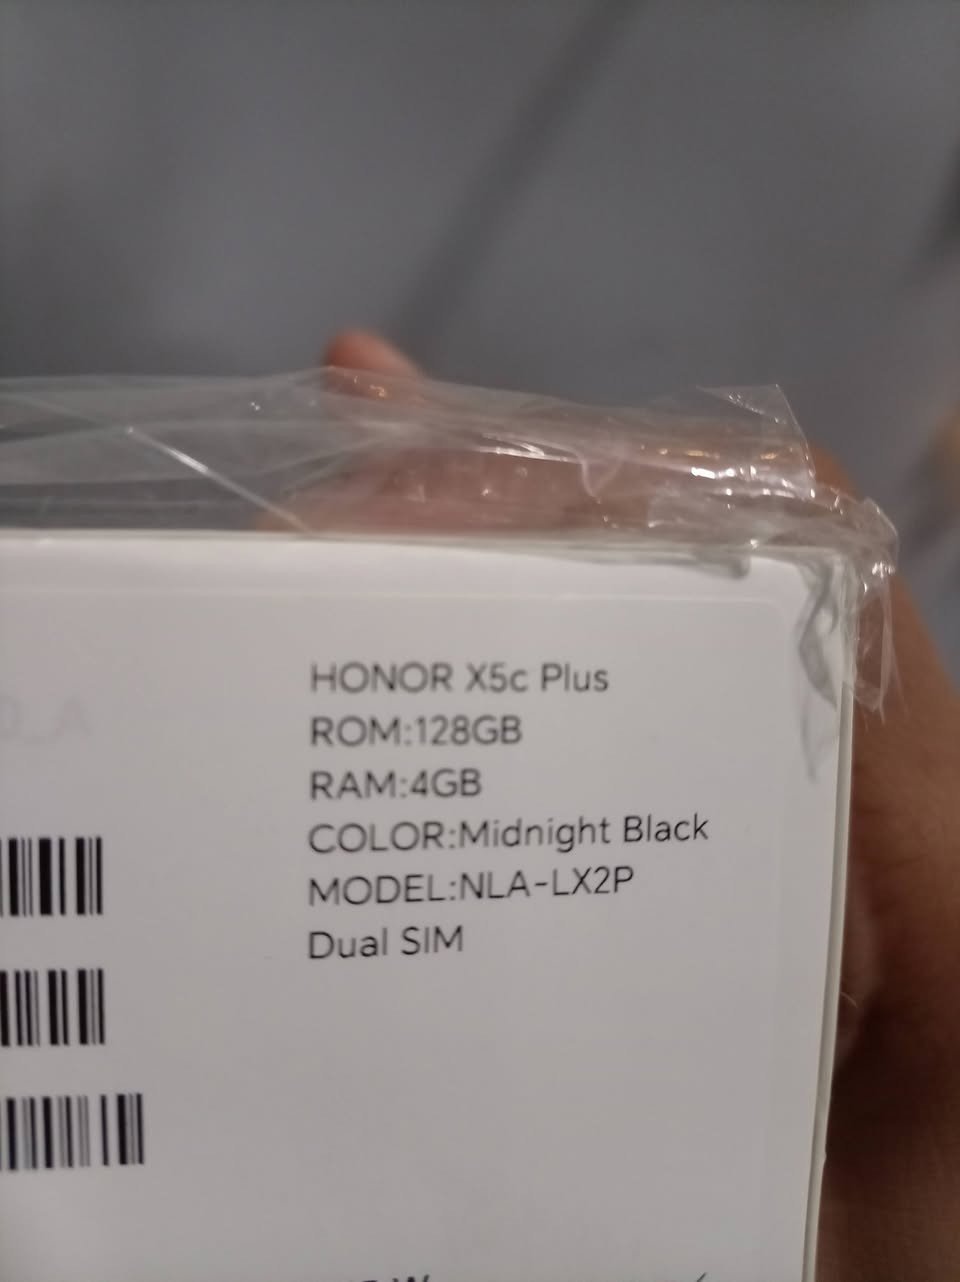 HONOR X5c Plus
ROM:128GB
RAM:4GB
COLOR:Midnight Black
MODEL:NLA-LX2P
Dual SIM